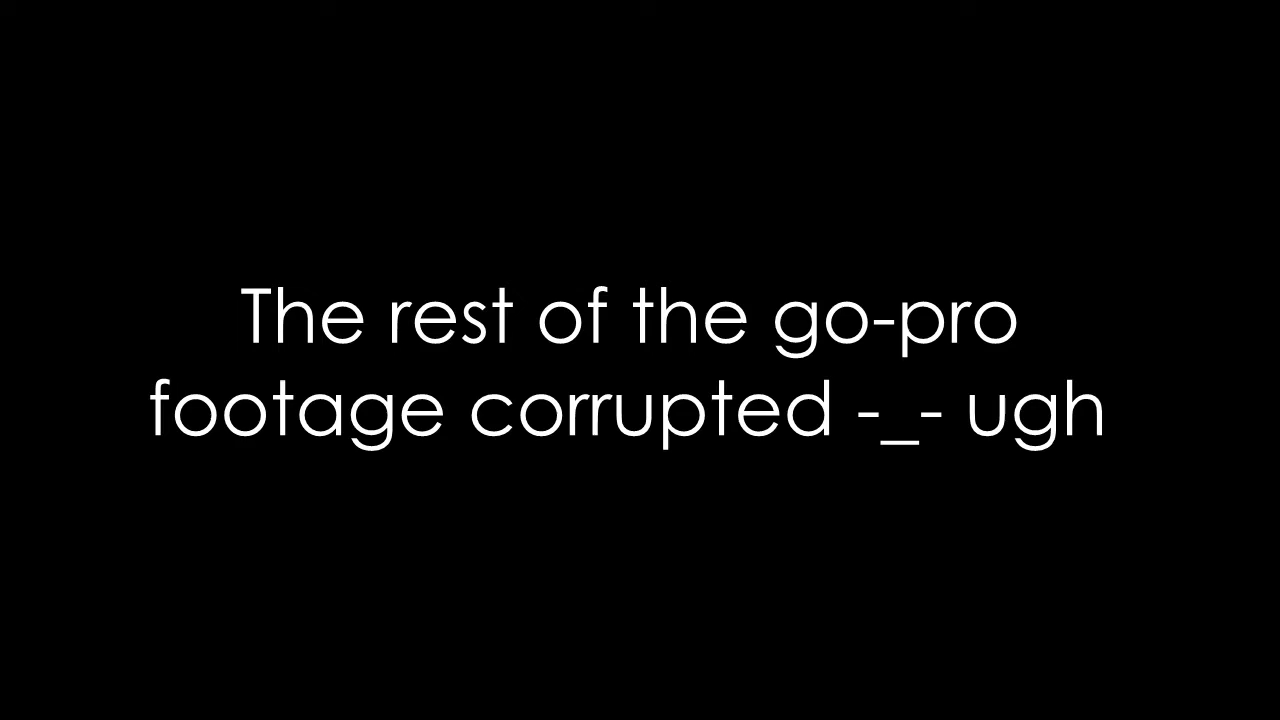 The rest of the go-pro
footage corrupted -_- ugh